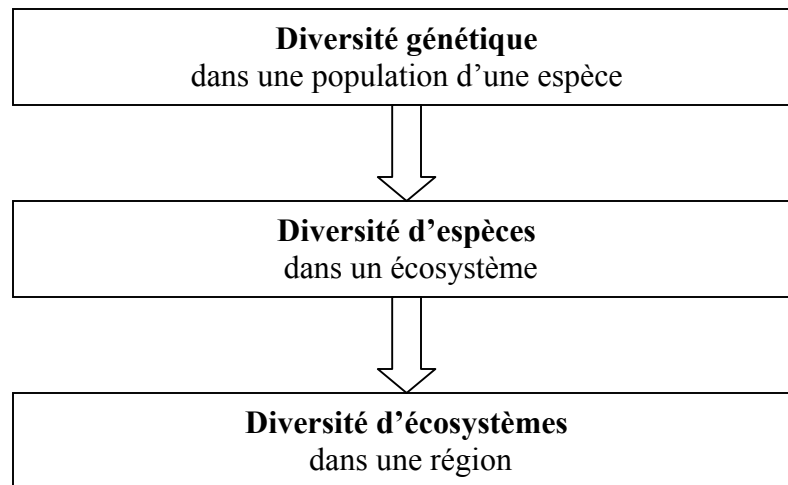 Diversité génétique
dans une population d’une espèce
Diversité d’espèces
dans un écosystème
Diversité d’écosystèmes
dans une région